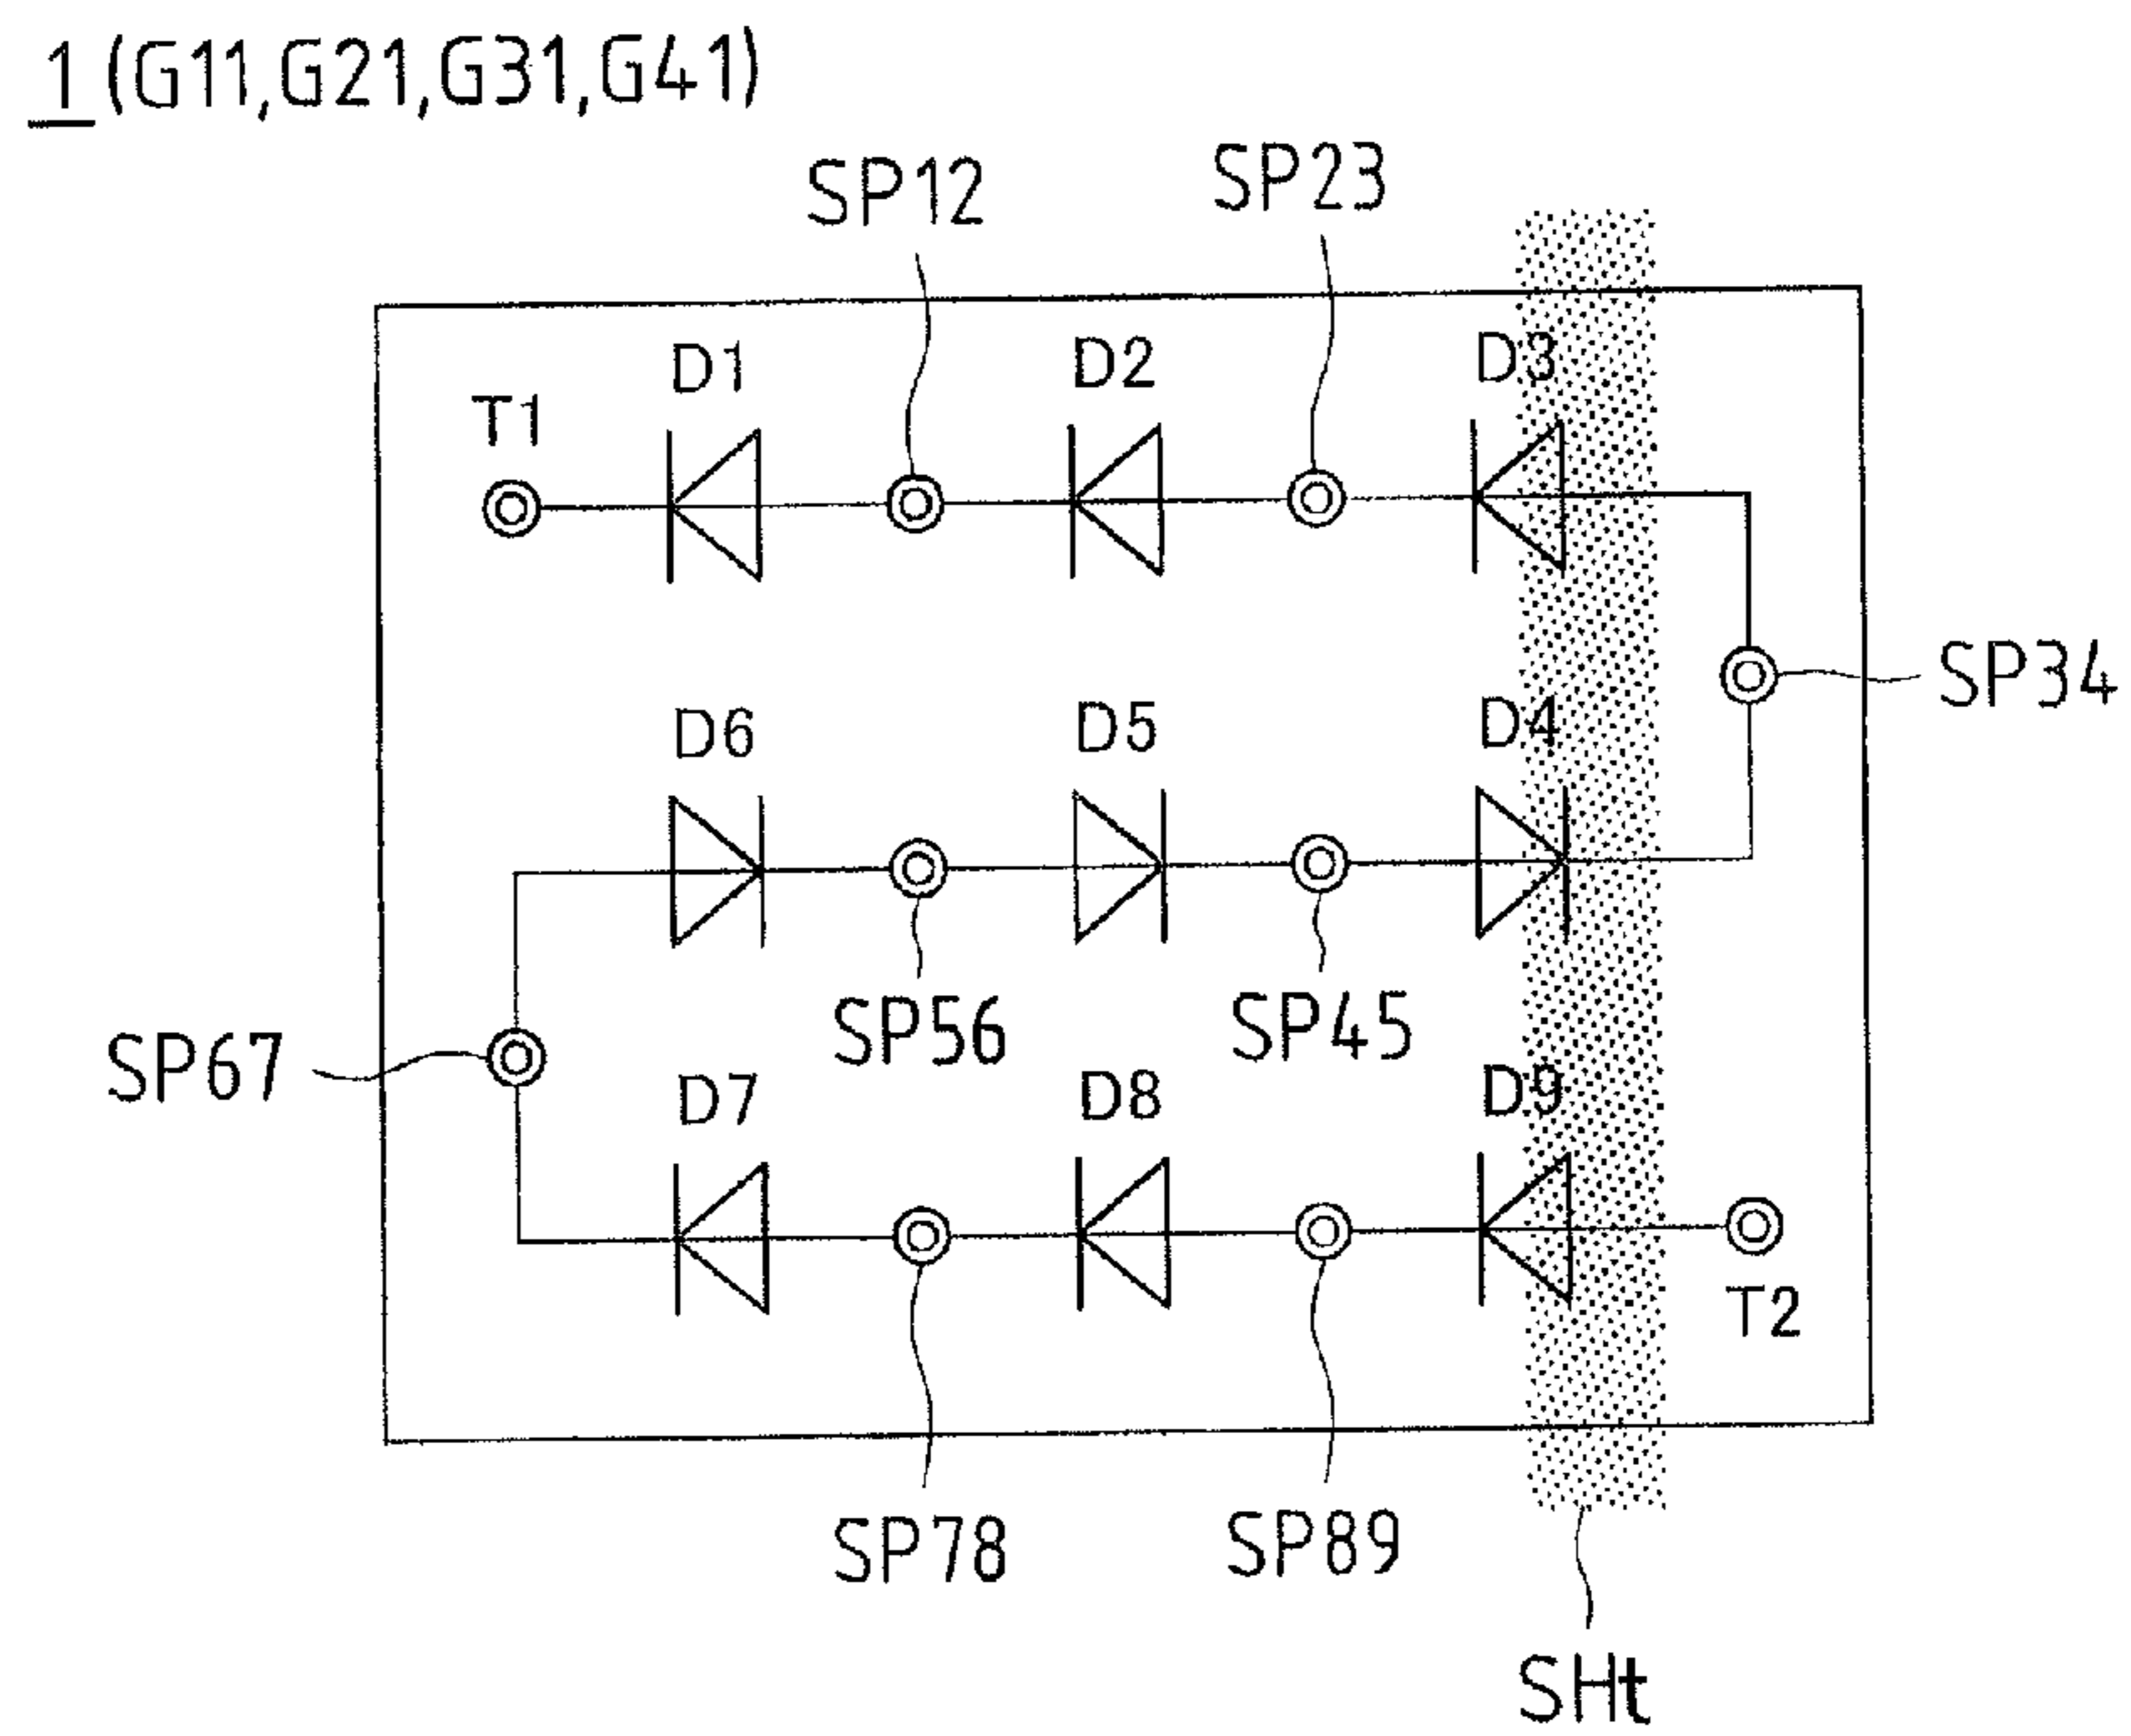 1 (G11,G21,G31,G41)
SP12 SP23
D1 D2 D3
T1
SP34
D6 D5 D4
SP56 SP45
SP67
D7 D8 D9
T2
SP78 SP89
SHt